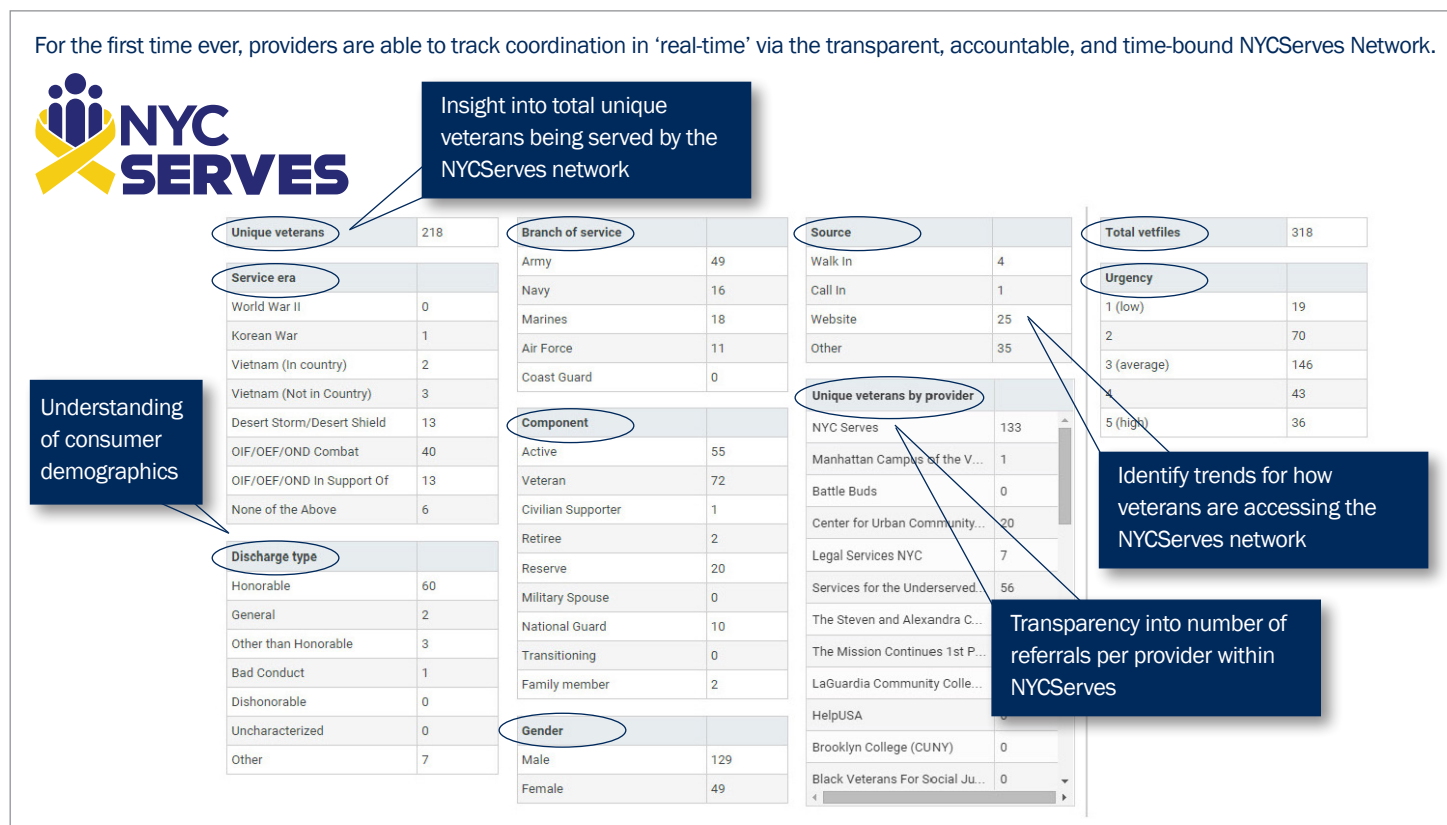 For the first time ever, providers are able to track coordination in ‘real-time’ via the transparent, accountable, and time-bound NYCServes Network.
NYC
SERVES
Insight into total unique
veterans being served by the
NYCServes network
Unique veterans 218
Service era
World War II 0
Korean War 1
Vietnam (In country) 2
Vietnam (Not in Country) 3
Desert Storm/Desert Shield 13
OIF/OEF/OND Combat 40
OIF/OEF/OND In Support Of 13
None of the Above 6
Understanding
of consumer
demographics
Discharge type
Honorable 60
General 2
Other than Honorable 3
Bad Conduct 1
Dishonorable 0
Uncharacterized 0
Other 7
Branch of service
Army 49
Navy 16
Marines 18
Air Force 11
Coast Guard 0
Component
Active 55
Veteran 72
Civilian Supporter 1
Retiree 2
Reserve 20
Military Spouse 0
National Guard 10
Transitioning 0
Family member 2
Gender
Male 129
Female 49
Source
Walk In 4
Call In 1
Website 25
Other 35
Unique veterans by provider
NYC Serves 133
Manhattan Campus of the V... 1
Battle Buds 0
Center for Urban Community... 20
Legal Services NYC 7
Services for the Underserved... 56
The Steven and Alexandra C...
The Mission Continues 1st P...
LaGuardia Community Colle...
HelpUSA
Brooklyn College (CUNY) 0
Black Veterans For Social Ju... 0
Total vetfiles 318
Urgency
1 (low) 19
2 70
3 (average) 146
4 43
5 (high) 36
Identify trends for how
veterans are accessing the
NYCServes network
Transparency into number of
referrals per provider within
NYCServes